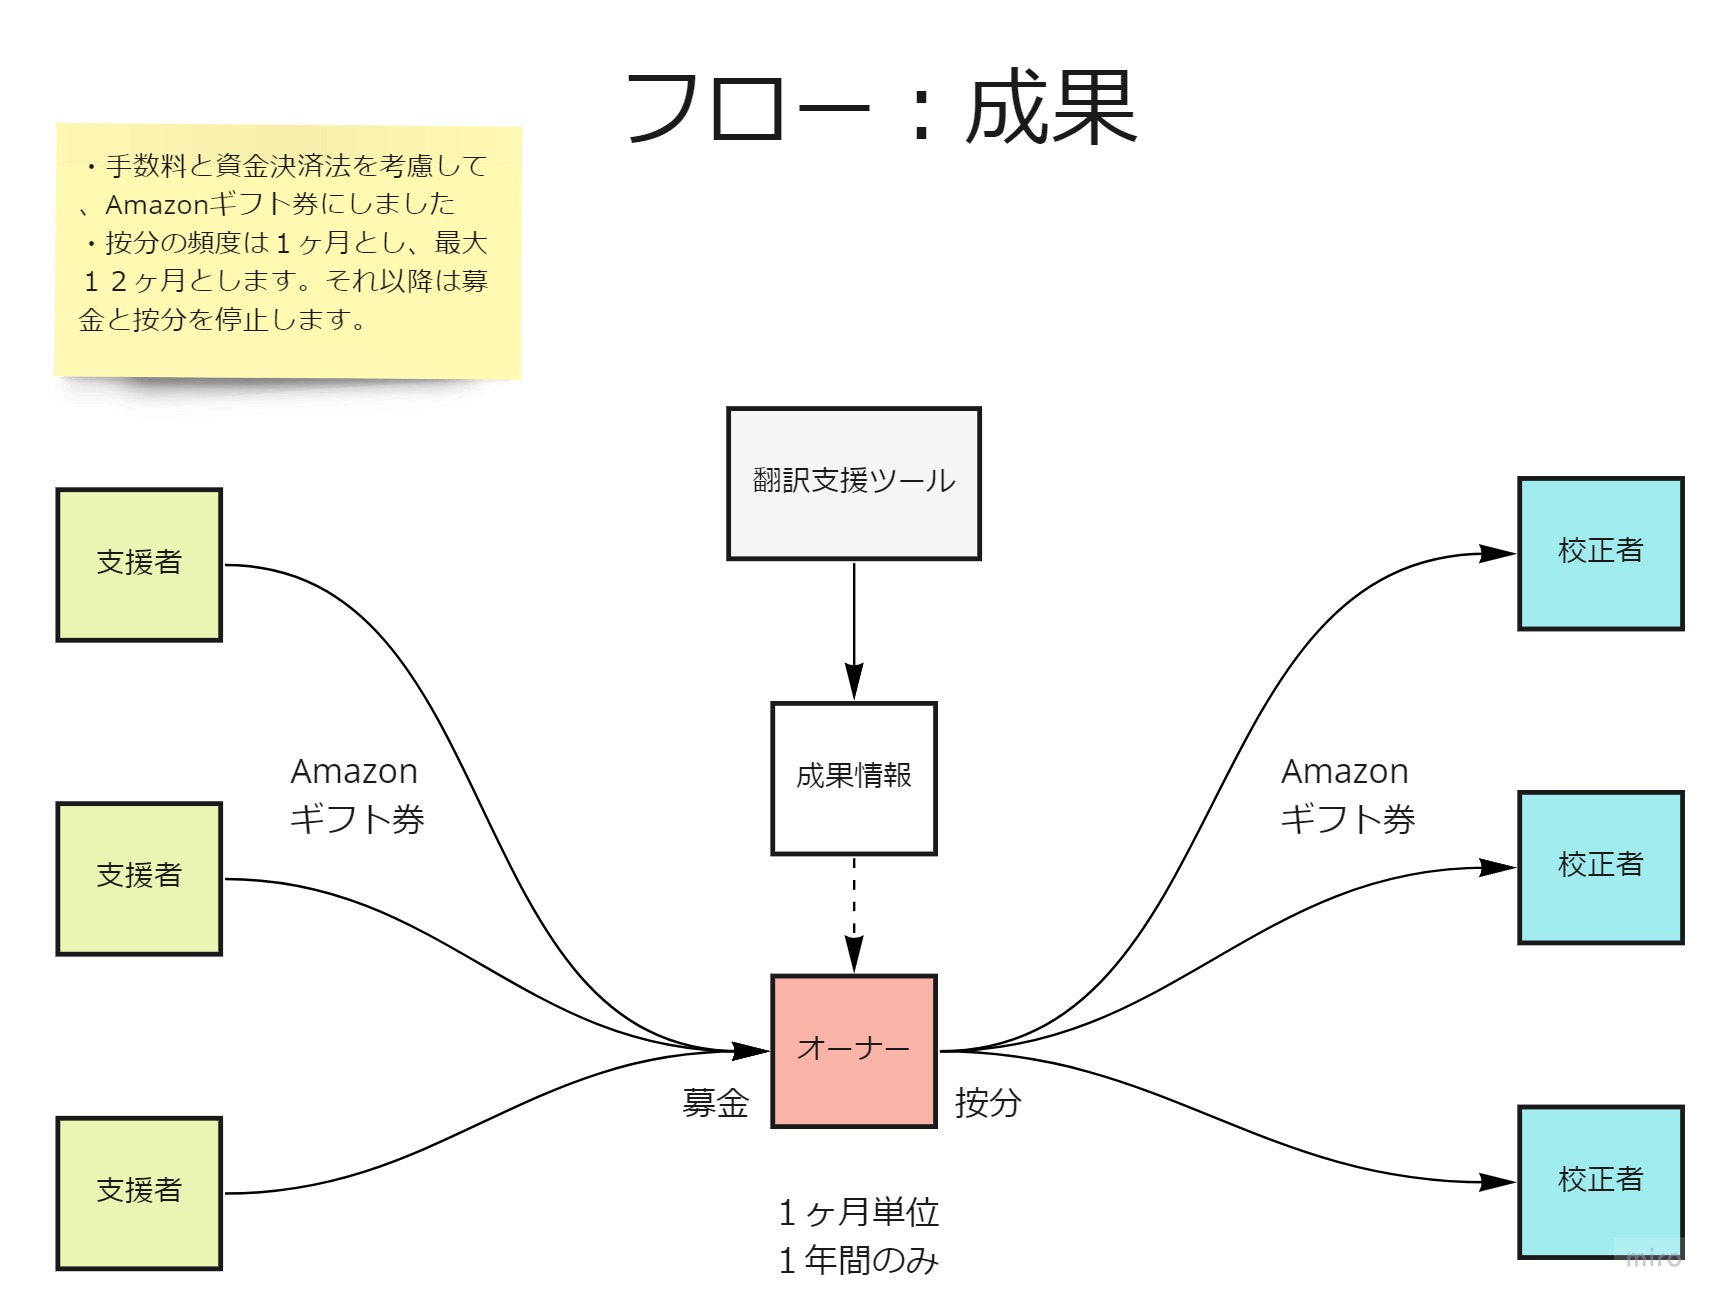 フロー：成果
・手数料と資金決済法を考慮して
、Amazonギフト券にしました
・按分の頻度は１ヶ月とし、最大
１２ヶ月とします。それ以降は募
金と按分を停止します。
翻訳支援ツール
支援者
校正者
成果情報
Amazon
ギフト券
Amazon
ギフト券
支援者
校正者
オーナー
募金
按分
支援者
校正者
１ヶ月単位
１年間のみ
miro